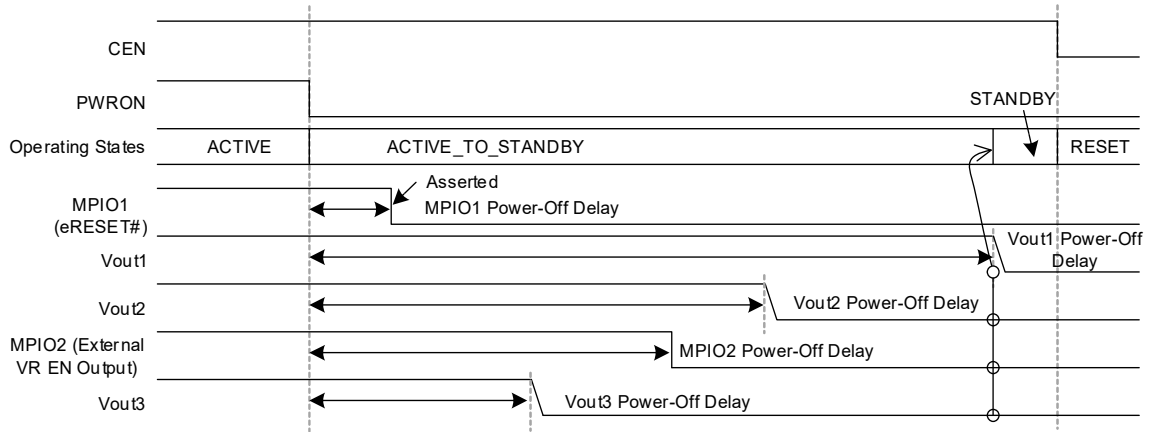 CEN
PWRON
STANDBY
Operating States
ACTIVE
ACTIVE_TO_STANDBY
RESET
Asserted
MPIO1
(eRESET#)
MPIO1 Power-Off Delay
Vout1
Vout1 Power-Off
Delay
Vout2
Vout2 Power-Off Delay
MPIO2 (External
VR EN Output)
MPIO2 Power-Off Delay
Vout3
Vout3 Power-Off Delay